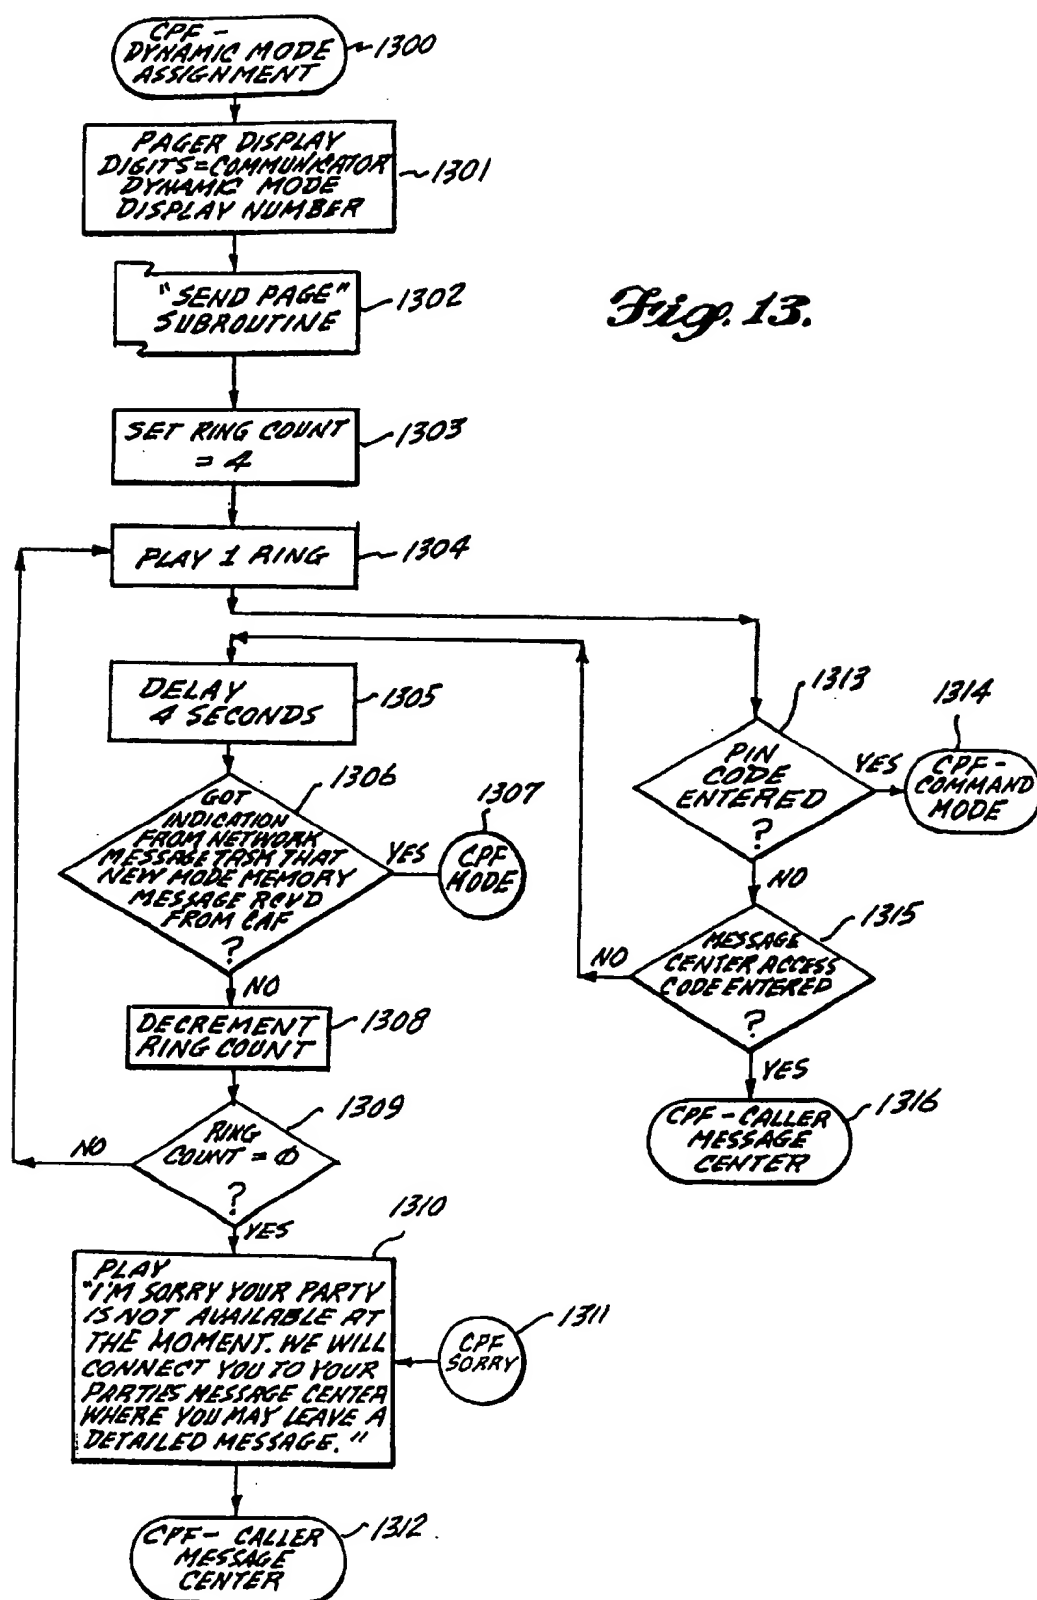 CPF -
DYNAMIC MODE
ASSIGNMENT
1300
PAGER DISPLAY
DIGITS = COMMUNICATOR
DYNAMIC MODE
DISPLAY NUMBER
1301
"SEND PAGE"
SUBROUTINE
1302
Fig. 13.
SET RING COUNT
= 4
1303
PLAY 1 RING
1304
DELAY
4 SECONDS
1305
1313
PIN
CODE
ENTERED
?
YES
1314
CPF -
COMMAND
MODE
NO
1306
GOT
INDICATION
FROM NETWORK
MESSAGE TASK THAT
NEW MODE MEMORY
MESSAGE RCVD
FROM CAF
?
YES
1307
CPF
MODE
NO
1315
MESSAGE
CENTER ACCESS
CODE ENTERED
?
NO
YES
DECREMENT
RING COUNT
1308
1309
RING
COUNT = Ø
?
NO
YES
CPF - CALLER
MESSAGE
CENTER
1316
1310
PLAY
"I'M SORRY YOUR PARTY
IS NOT AVAILABLE AT
THE MOMENT. WE WILL
CONNECT YOU TO YOUR
PARTIES MESSAGE CENTER
WHERE YOU MAY LEAVE A
DETAILED MESSAGE."
CPF
SORRY
1311
CPF - CALLER
MESSAGE
CENTER
1312